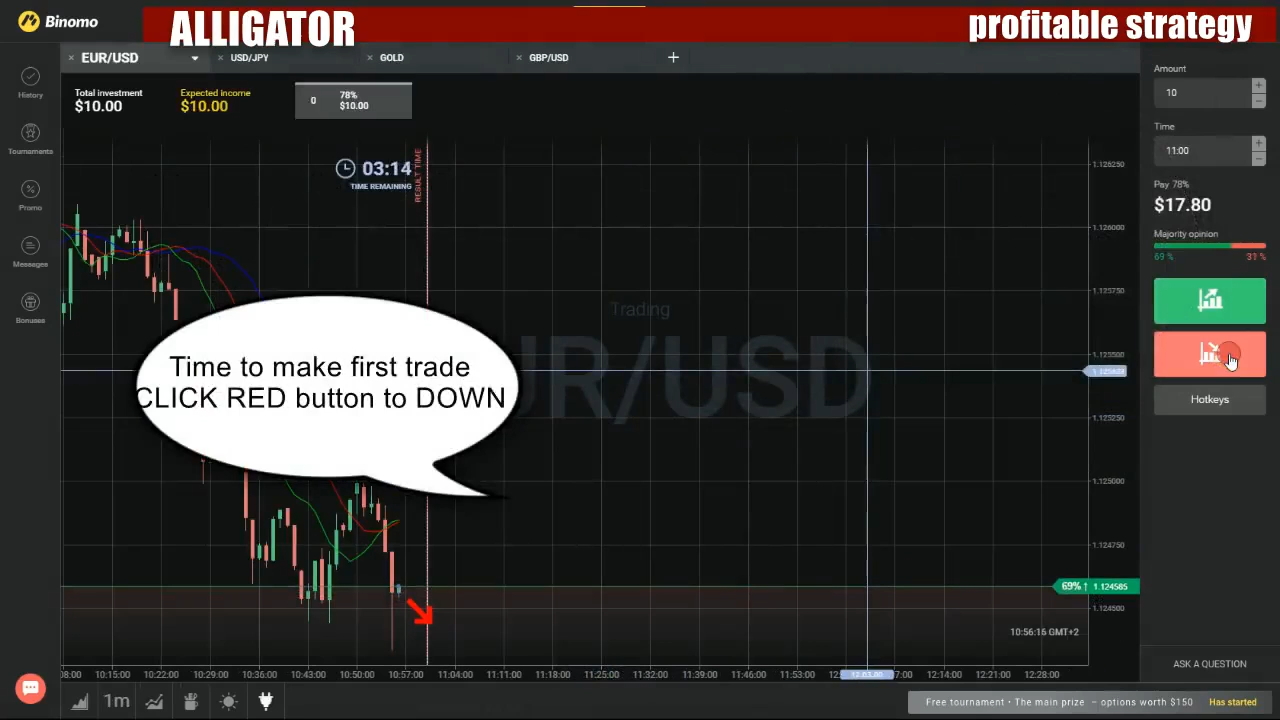 Binomo
ALLIGATOR
profitable strategy
EUR/USD
USD/JPY
GOLD
GBP/USD
Total investment
$10.00
Expected income
$10.00
0
78%
$10.00
03:14
TIME REMAINING
RESULT TIME
History
Tournaments
Promo
Messages
Bonuses
Time to make first trade
CLICK RED button to DOWN
Trading
EUR/USD
1.126250
1.126000
1.125750
1.125500
1.125250
1.125000
1.124750
69% ↑ 1.124585
1.124500
10:56:16 GMT+2
10:15:00
10:22:00
10:29:00
10:36:00
10:43:00
10:50:00
10:57:00
11:04:00
11:11:00
11:18:00
11:25:00
11:32:00
11:39:00
11:46:00
11:53:00
12:03:00
12:14:00
12:21:00
12:28:00
1m
Amount
10
Time
11:00
Pay 78%
$17.80
Majority opinion
69 %
31 %
Hotkeys
ASK A QUESTION
Free tournament • The main prize – options worth $150 Has started